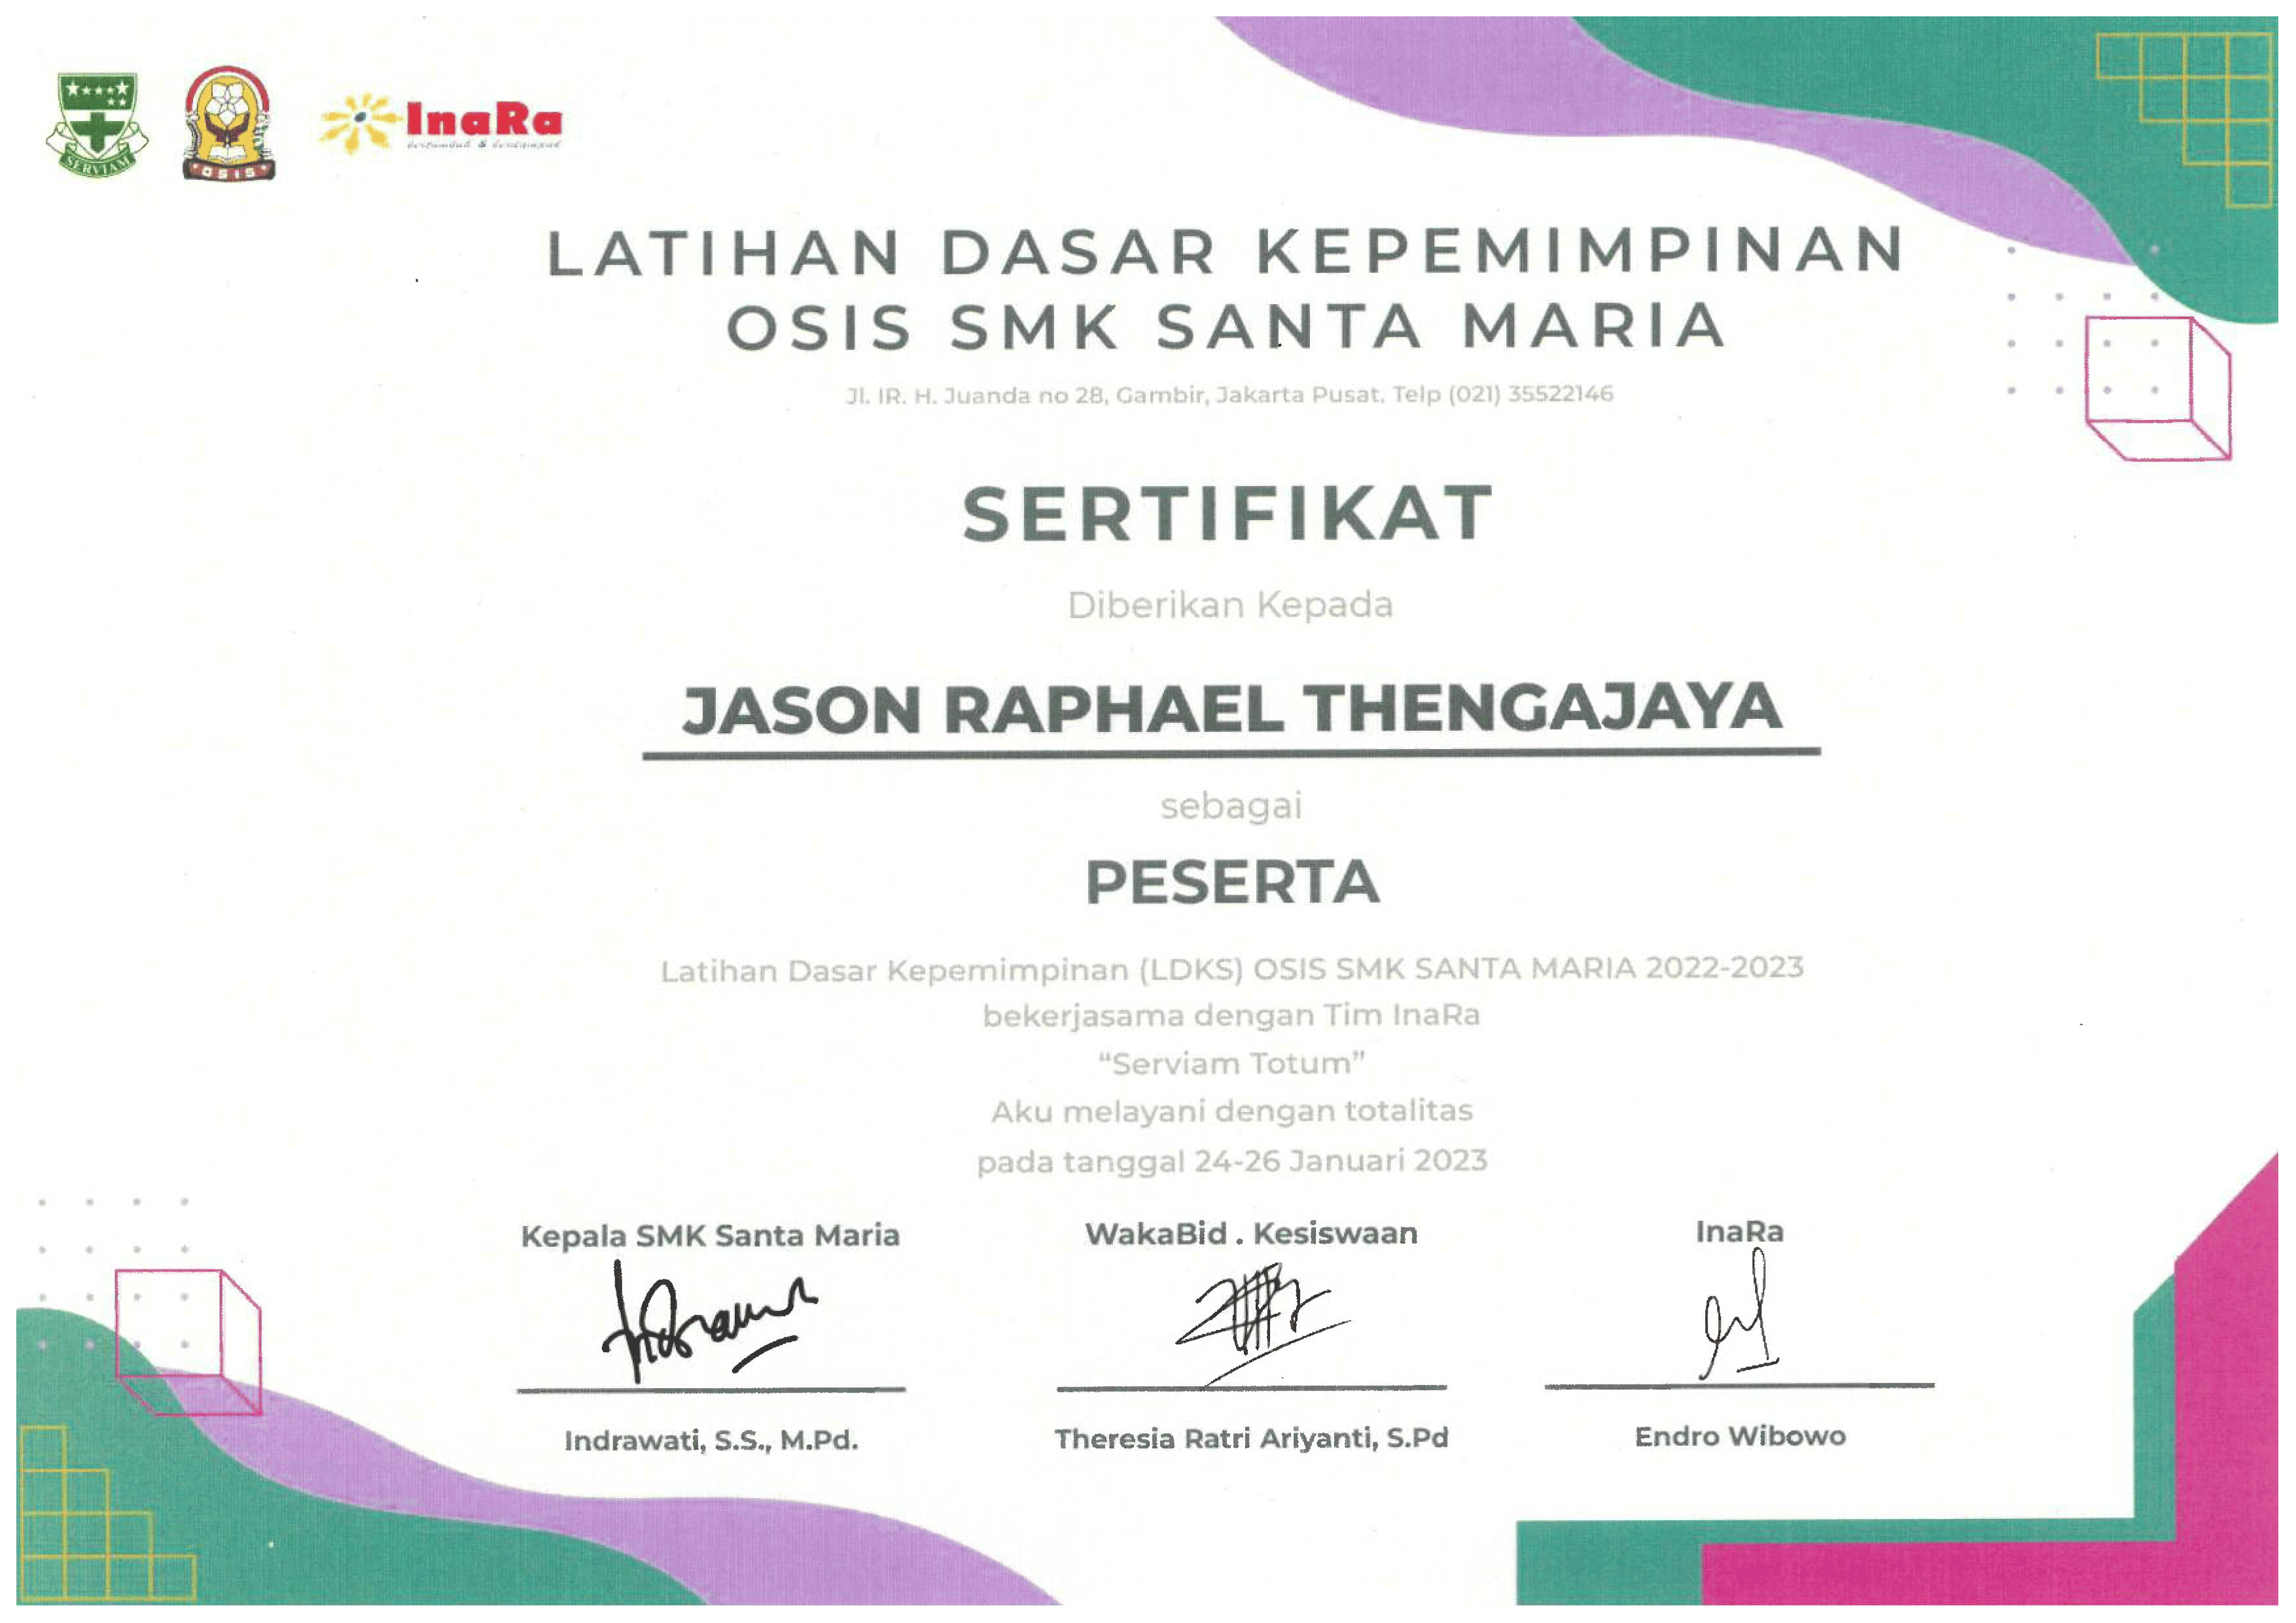 SERVIAM
OSIS
InaRa
bertumbuh & berdampak
LATIHAN DASAR KEPEMIMPINAN
OSIS SMK SANTA MARIA
Jl. IR. H. Juanda no 28, Gambir, Jakarta Pusat. Telp (021) 35522146
SERTIFIKAT
Diberikan Kepada
JASON RAPHAEL THENGAJAYA
sebagai
PESERTA
Latihan Dasar Kepemimpinan (LDKS) OSIS SMK SANTA MARIA 2022-2023
bekerjasama dengan Tim InaRa
“Serviam Totum”
Aku melayani dengan totalitas
pada tanggal 24-26 Januari 2023
Kepala SMK Santa Maria
WakaBid . Kesiswaan
InaRa
Indrawati, S.S., M.Pd.
Theresia Ratri Ariyanti, S.Pd
Endro Wibowo